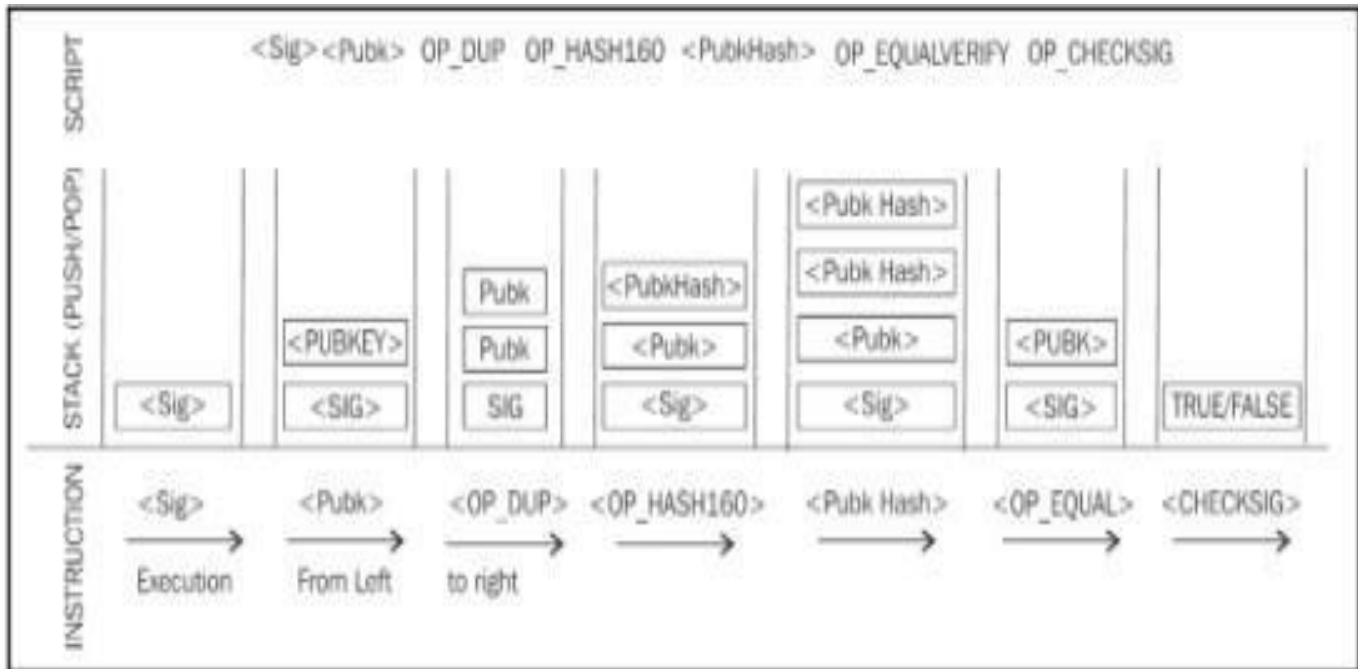 SCRIPT
<Sig> <Pubk> OP_DUP OP_HASH160 <PubkHash> OP_EQUALVERIFY OP_CHECKSIG
STACK (PUSH/POP)
<Pubk Hash>
<PubkHash> <Pubk Hash>
Pubk
<PUBKEY> Pubk <Pubk> <Pubk> <PUBK>
<Sig> <SIG> SIG <Sig> <Sig> <SIG> TRUE/FALSE
INSTRUCTION
<Sig> <Pubk> <OP_DUP> <OP_HASH160> <Pubk Hash> <OP_EQUAL> <CHECKSIG>
Execution From Left to right